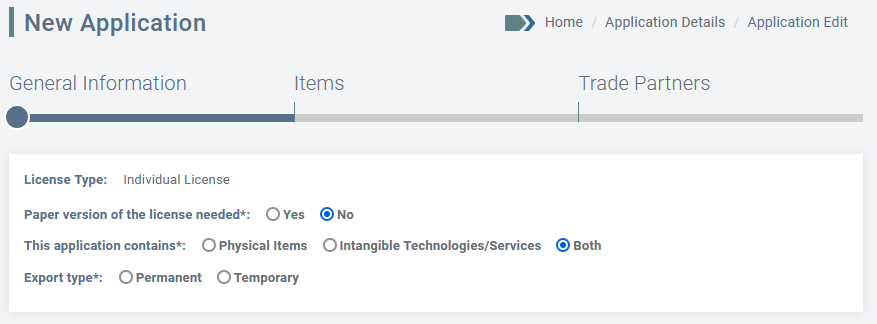 New Application
Home / Application Details / Application Edit
General Information Items Trade Partners
License Type: Individual License
Paper version of the license needed*: Yes No
This application contains*: Physical Items Intangible Technologies/Services Both
Export type*: Permanent Temporary